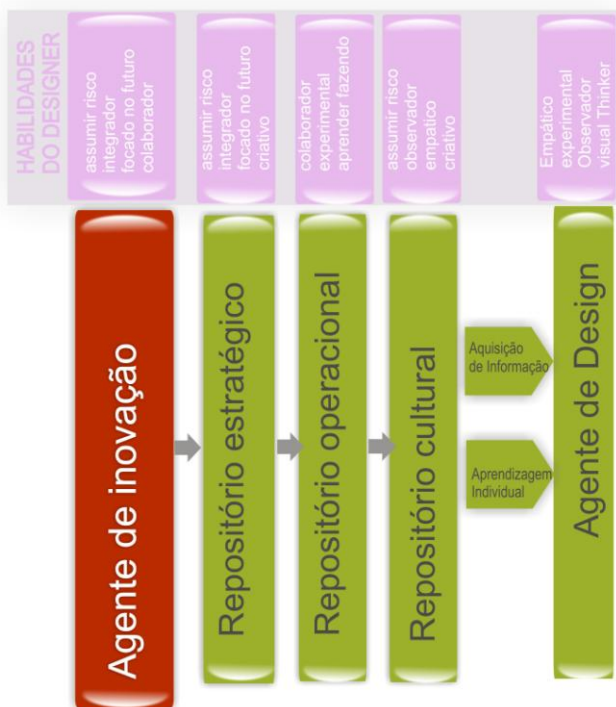 HABILIDADES
DO DESIGNER
assumir risco
integrador
focado no futuro
colaborador
assumir risco
integrador
focado no futuro
criativo
colaborador
experimental
aprender fazendo
assumir risco
observador
empatico
criativo
Empático
experimental
Observador
visual Thinker
Agente de inovação
Repositório estratégico
Repositório operacional
Repositório cultural
Aquisição
de Informação
Aprendizagem
Individual
Agente de Design